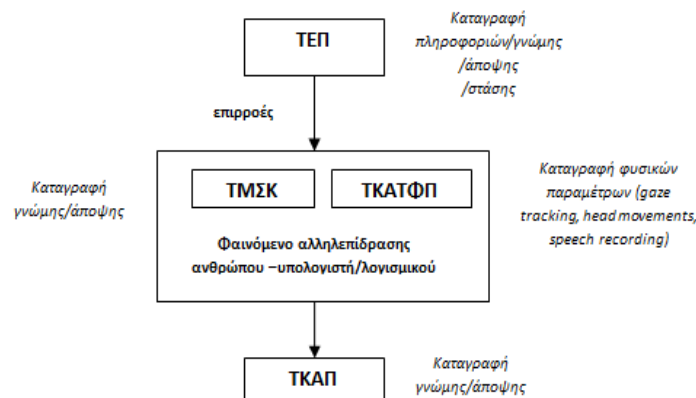 ΤΕΠ
Καταγραφή
πληροφοριών/γνώμης
/άποψης
/στάσης
επιρροές
Καταγραφή
γνώμης/άποψης
ΤΜΣΚ
ΤΚΑΤΦΠ
Φαινόμενο αλληλεπίδρασης
ανθρώπου –υπολογιστή/λογισμικού
Καταγραφή φυσικών
παραμέτρων (gaze
tracking, head movements,
speech recording)
ΤΚΑΠ
Καταγραφή
γνώμης/άποψης